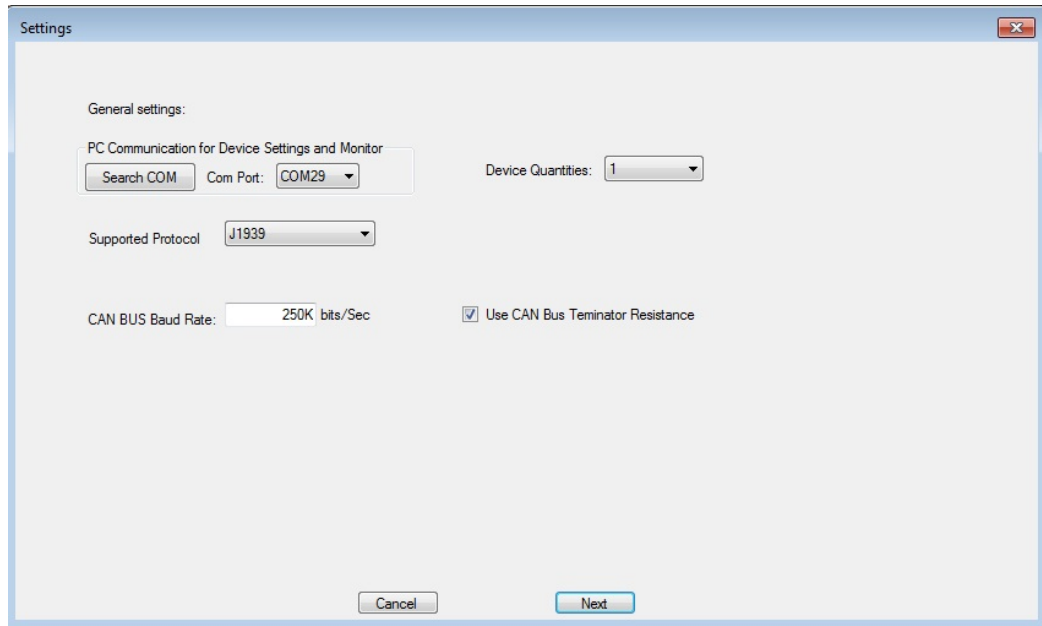 Settings
General settings:
PC Communication for Device Settings and Monitor
Search COM Com Port: COM29
Device Quantities: 1
Supported Protocol J1939
CAN BUS Baud Rate: 250K bits/Sec
Use CAN Bus Teminator Resistance
Cancel Next